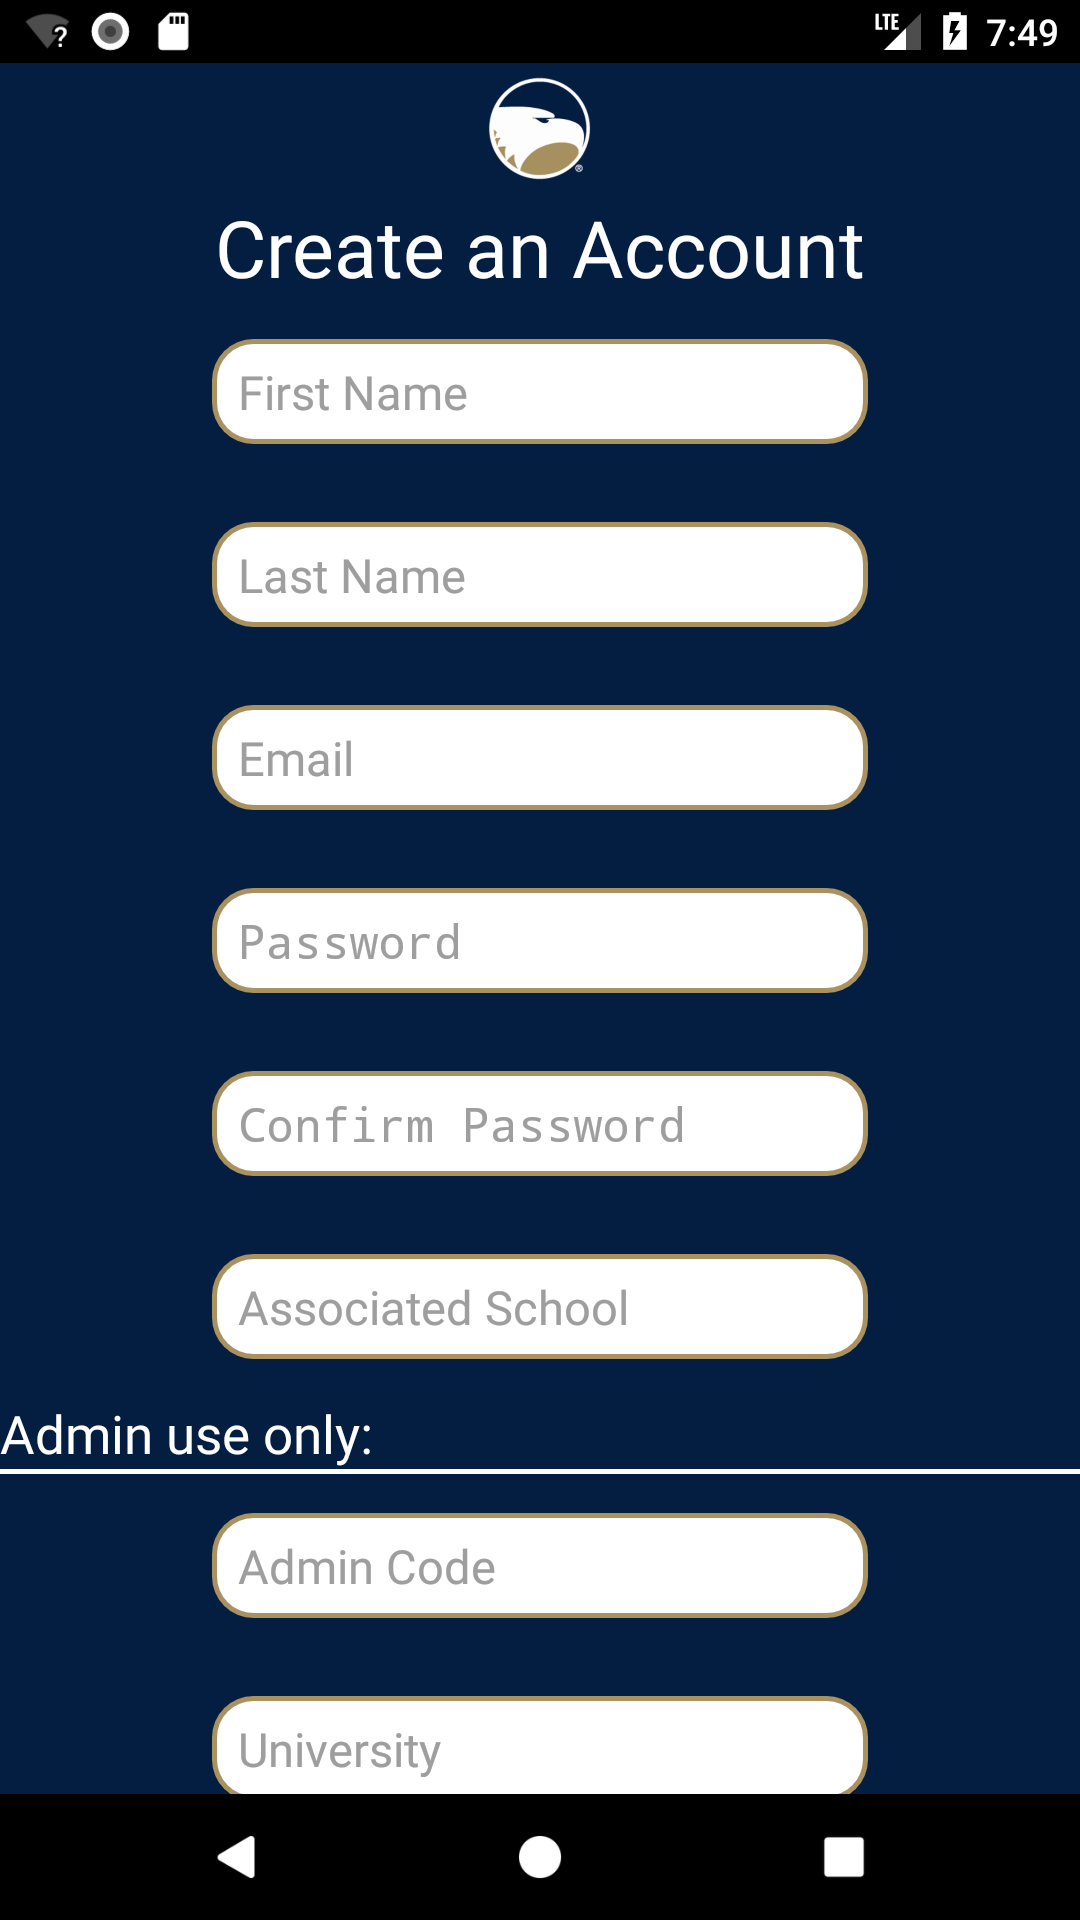 LTE 7:49
Create an Account
First Name
Last Name
Email
Password
Confirm Password
Associated School
Admin use only:
Admin Code
University